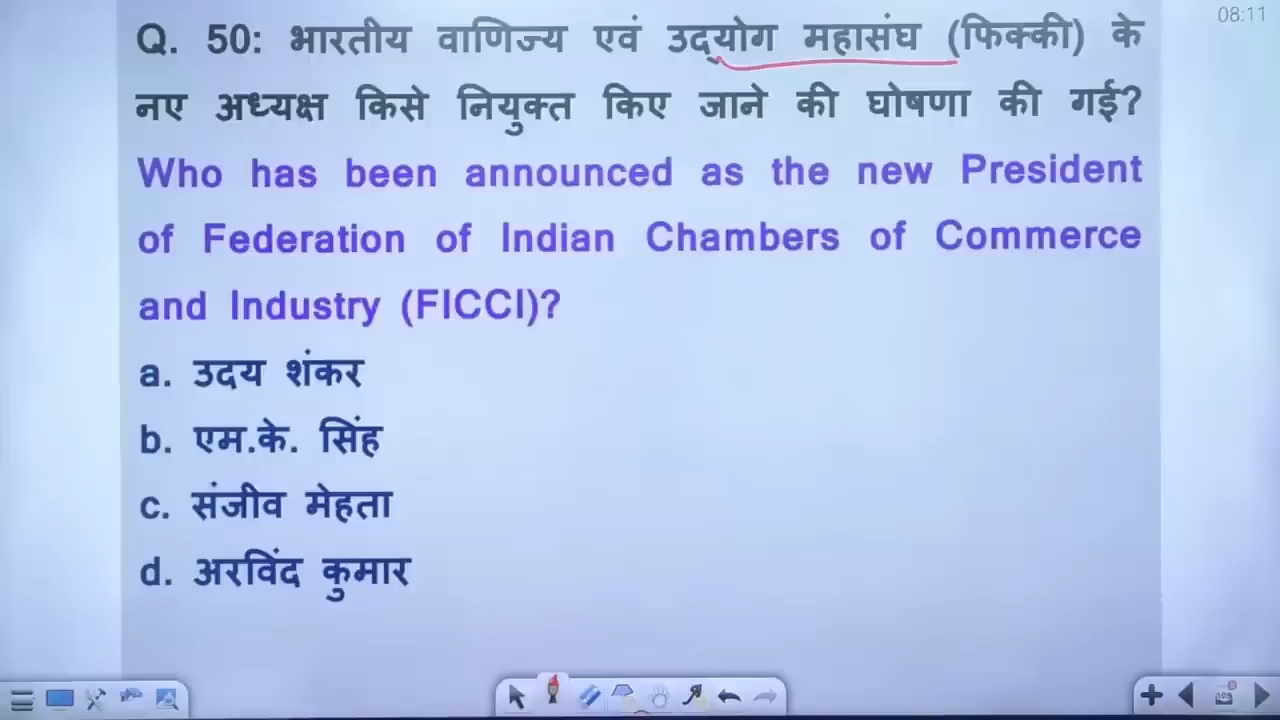 08:11
Q. 50: भारतीय वाणिज्य एवं उद्योग महासंघ (फिक्की) के
नए अध्यक्ष किसे नियुक्त किए जाने की घोषणा की गई?
Who has been announced as the new President
of Federation of Indian Chambers of Commerce
and Industry (FICCI)?
a. उदय शंकर
b. एम.के. सिंह
c. संजीव मेहता
d. अरविंद कुमार